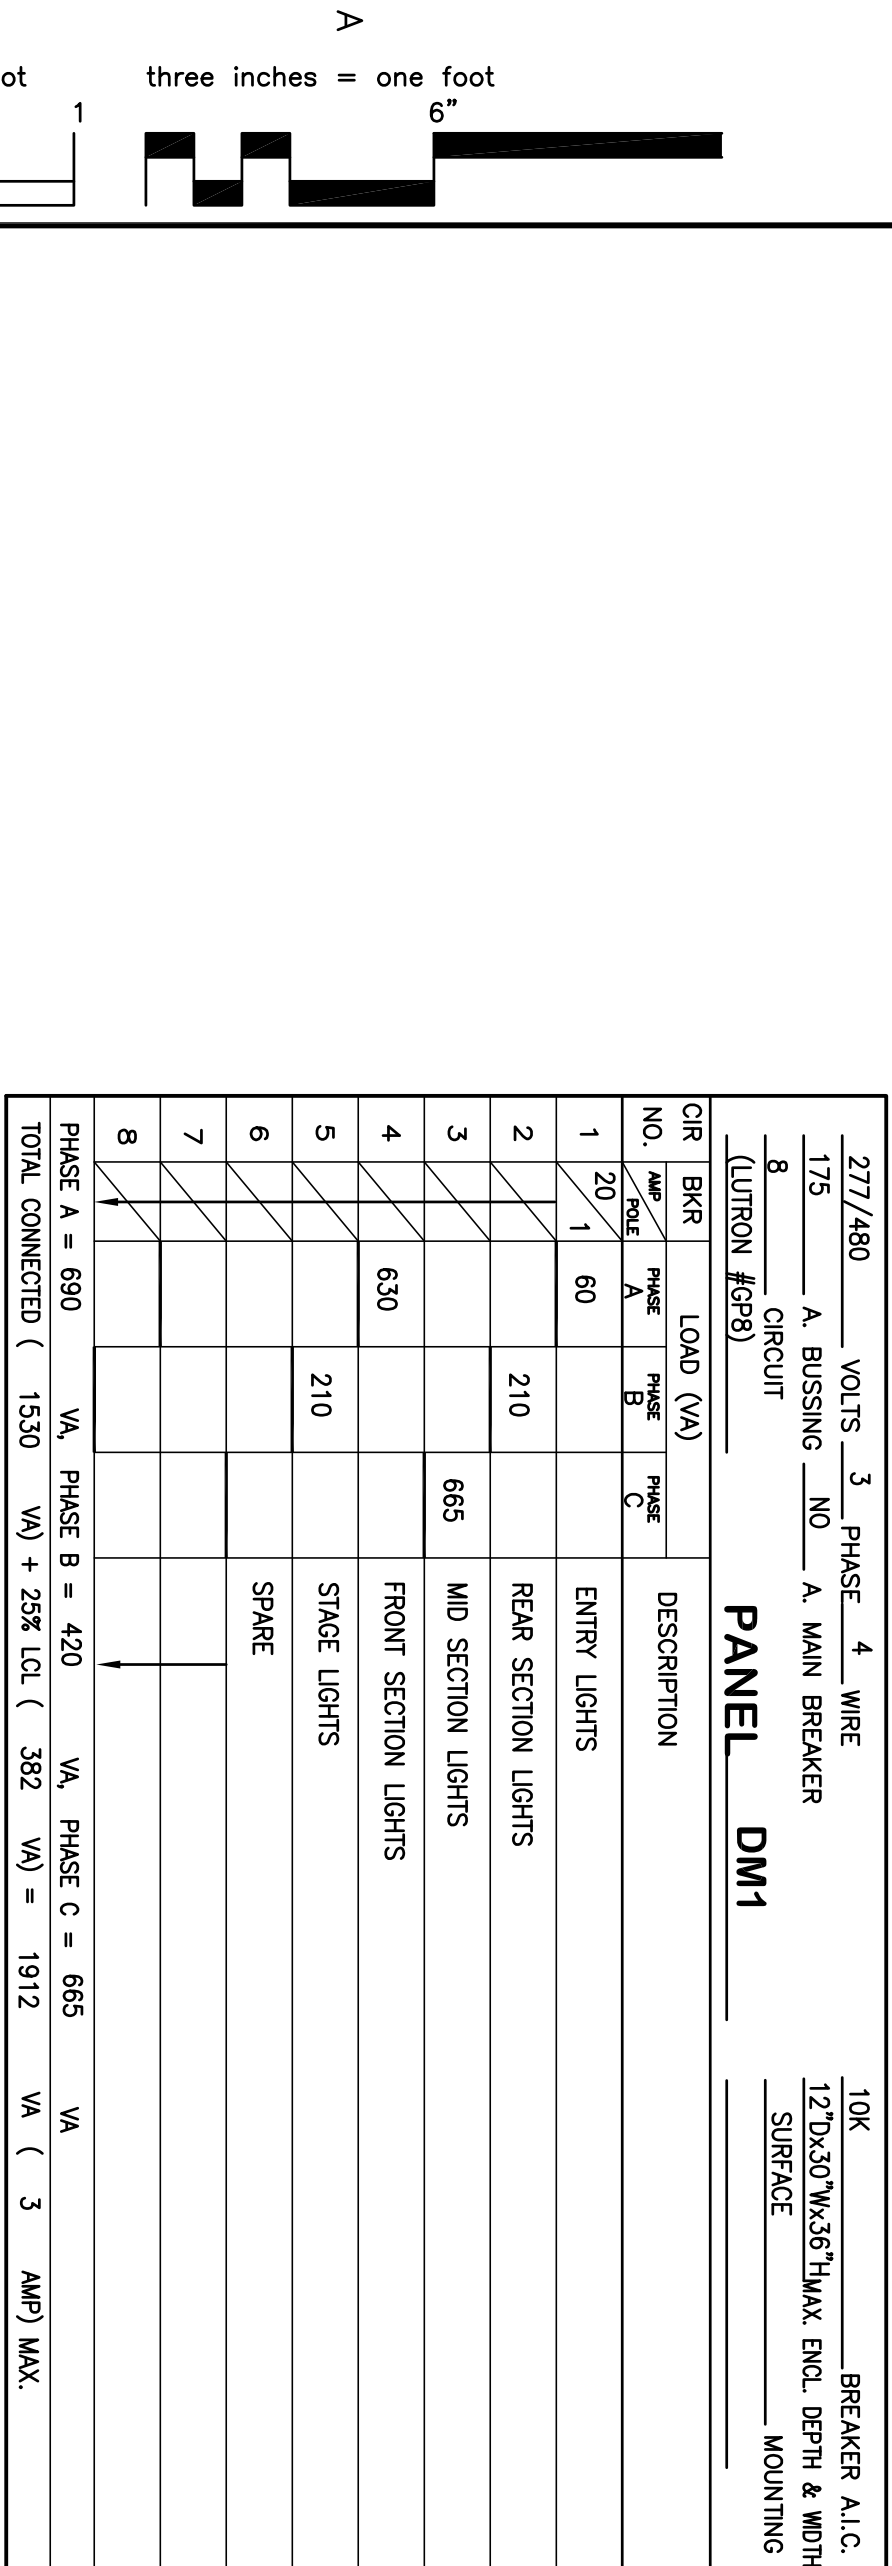 A
ot three inches = one foot
1 6”
277/480 VOLTS 3 PHASE 4 WIRE 10K BREAKER A.I.C.
175 A. BUSSING NO A. MAIN BREAKER 12”Dx30”Wx36”H MAX. ENCL. DEPTH & WIDTH
8 CIRCUIT SURFACE MOUNTING
(LUTRON #GP8) PANEL DM1
CIR NO. BKR LOAD (VA) DESCRIPTION
AMP POLE PHASE A PHASE B PHASE C
1 20 1 60 ENTRY LIGHTS
2 210 REAR SECTION LIGHTS
3 665 MID SECTION LIGHTS
4 630 FRONT SECTION LIGHTS
5 210 STAGE LIGHTS
6 SPARE
7
8
PHASE A = 690 VA, PHASE B = 420 VA, PHASE C = 665 VA
TOTAL CONNECTED ( 1530 VA) + 25% LCL ( 382 VA) = 1912 VA ( 3 AMP) MAX.